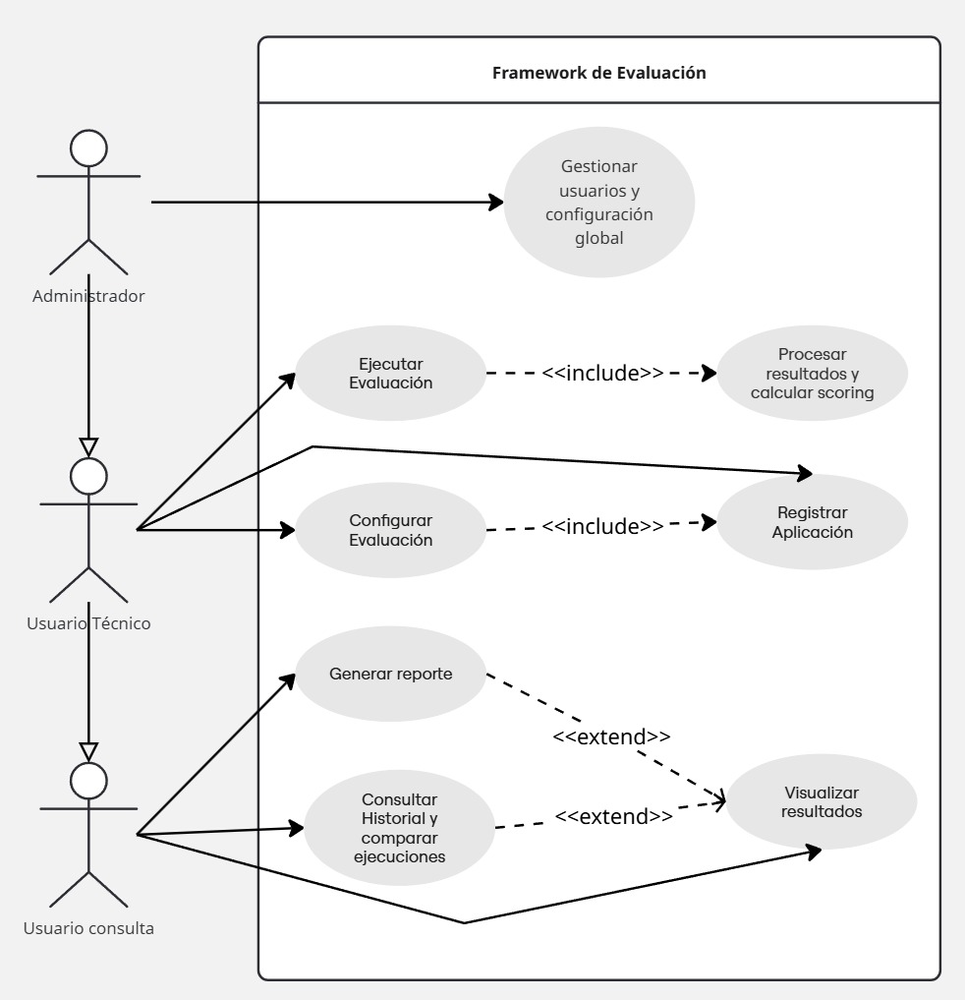 Framework de Evaluación
Gestionar
usuarios y
configuración
global
Administrador
Ejecutar
Evaluación
<<include>>
Procesar
resultados y
calcular scoring
Configurar
Evaluación
<<include>>
Registrar
Aplicación
Usuario Técnico
Generar reporte
<<extend>>
Consultar
Historial y
comparar
ejecuciones
<<extend>>
Visualizar
resultados
Usuario consulta